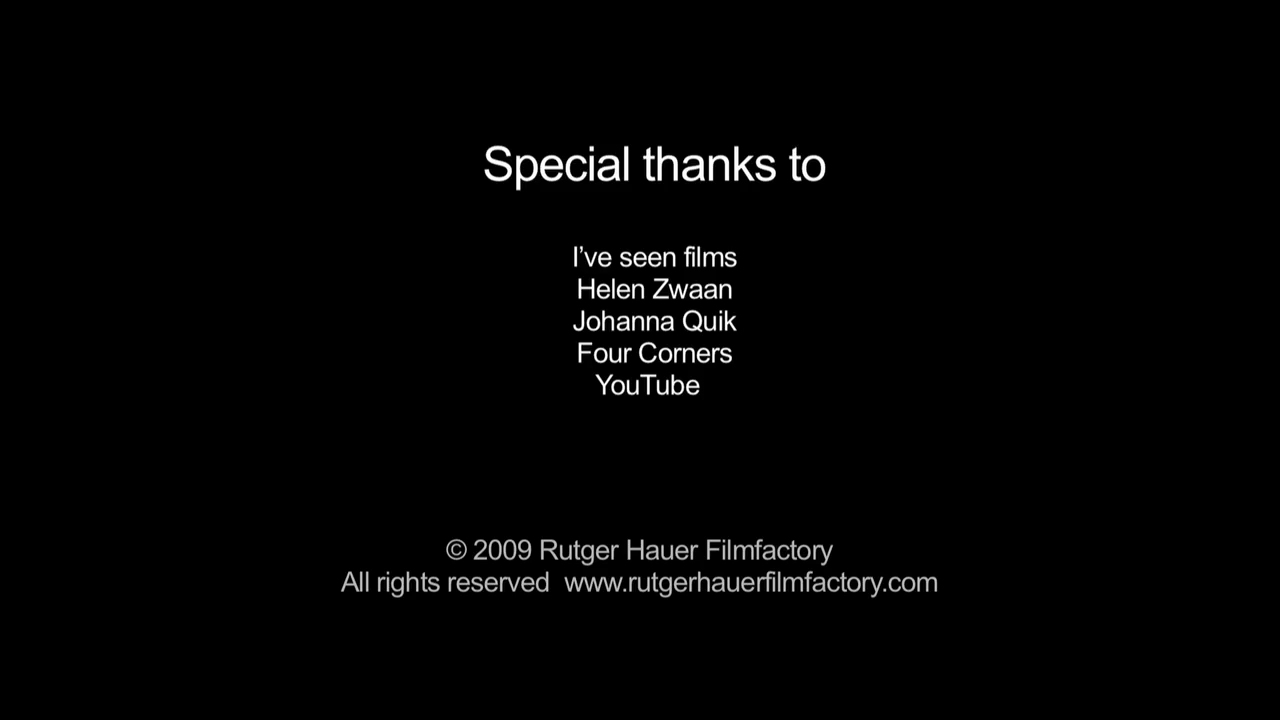 Special thanks to
I’ve seen films
Helen Zwaan
Johanna Quik
Four Corners
YouTube
© 2009 Rutger Hauer Filmfactory
All rights reserved  www.rutgerhauerfilmfactory.com